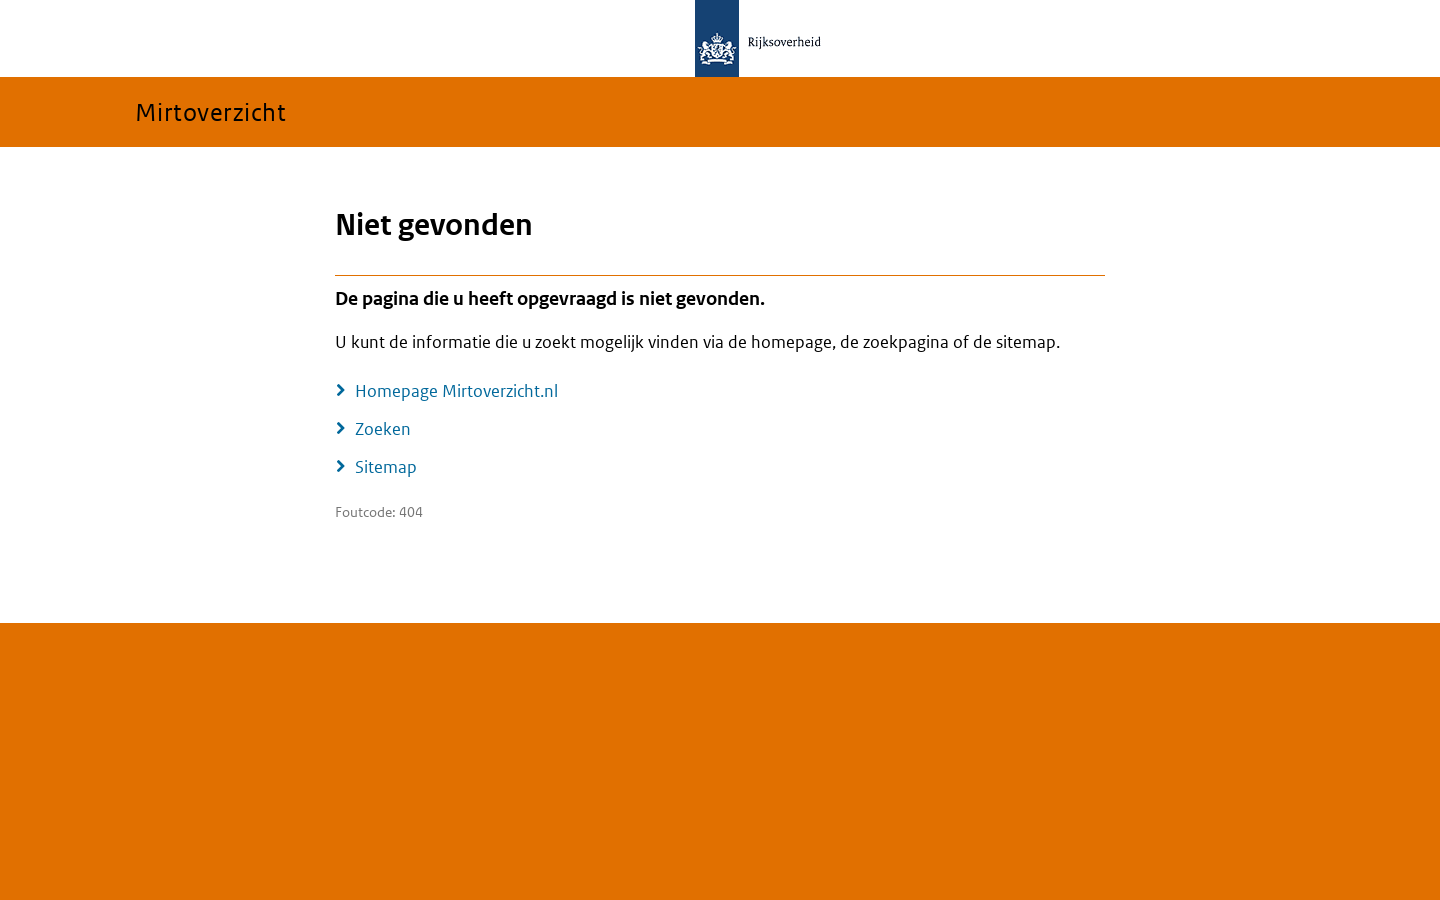 Rijksoverheid
Mirtoverzicht
Niet gevonden
De pagina die u heeft opgevraagd is niet gevonden.
U kunt de informatie die u zoekt mogelijk vinden via de homepage, de zoekpagina of de sitemap.
Homepage Mirtoverzicht.nl
Zoeken
Sitemap
Foutcode: 404